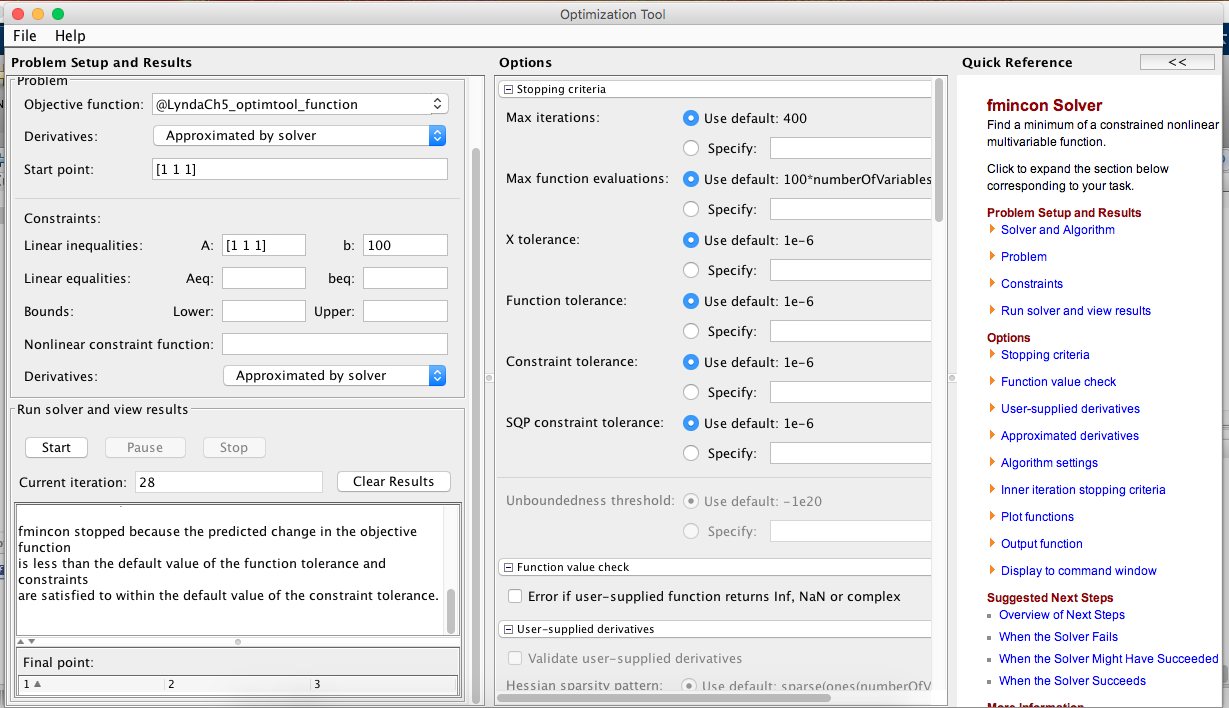 Optimization Tool
File Help
Problem Setup and Results
Problem
Objective function: @LyndaCh5_optimtool_function
Derivatives: Approximated by solver
Start point: [1 1 1]
Constraints:
Linear inequalities: A: [1 1 1] b: 100
Linear equalities: Aeq: beq:
Bounds: Lower: Upper:
Nonlinear constraint function:
Derivatives: Approximated by solver
Run solver and view results
Start Pause Stop
Current iteration: 28 Clear Results
fmincon stopped because the predicted change in the objective
function
is less than the default value of the function tolerance and
constraints
are satisfied to within the default value of the constraint tolerance.
Final point:
1 2 3
Options
Stopping criteria
Max iterations: Use default: 400
Specify:
Max function evaluations: Use default: 100*numberOfVariables
Specify:
X tolerance: Use default: 1e-6
Specify:
Function tolerance: Use default: 1e-6
Specify:
Constraint tolerance: Use default: 1e-6
Specify:
SQP constraint tolerance: Use default: 1e-6
Specify:
Unboundedness threshold: Use default: -1e20
Specify:
Function value check
Error if user-supplied function returns Inf, NaN or complex
User-supplied derivatives
Validate user-supplied derivatives
Hessian sparsity pattern: Use default: sparse(ones(numberOfV
Quick Reference <<
fmincon Solver
Find a minimum of a constrained nonlinear
multivariable function.
Click to expand the section below
corresponding to your task.
Problem Setup and Results
Solver and Algorithm
Problem
Constraints
Run solver and view results
Options
Stopping criteria
Function value check
User-supplied derivatives
Approximated derivatives
Algorithm settings
Inner iteration stopping criteria
Plot functions
Output function
Display to command window
Suggested Next Steps
Overview of Next Steps
When the Solver Fails
When the Solver Might Have Succeeded
When the Solver Succeeds
More Information